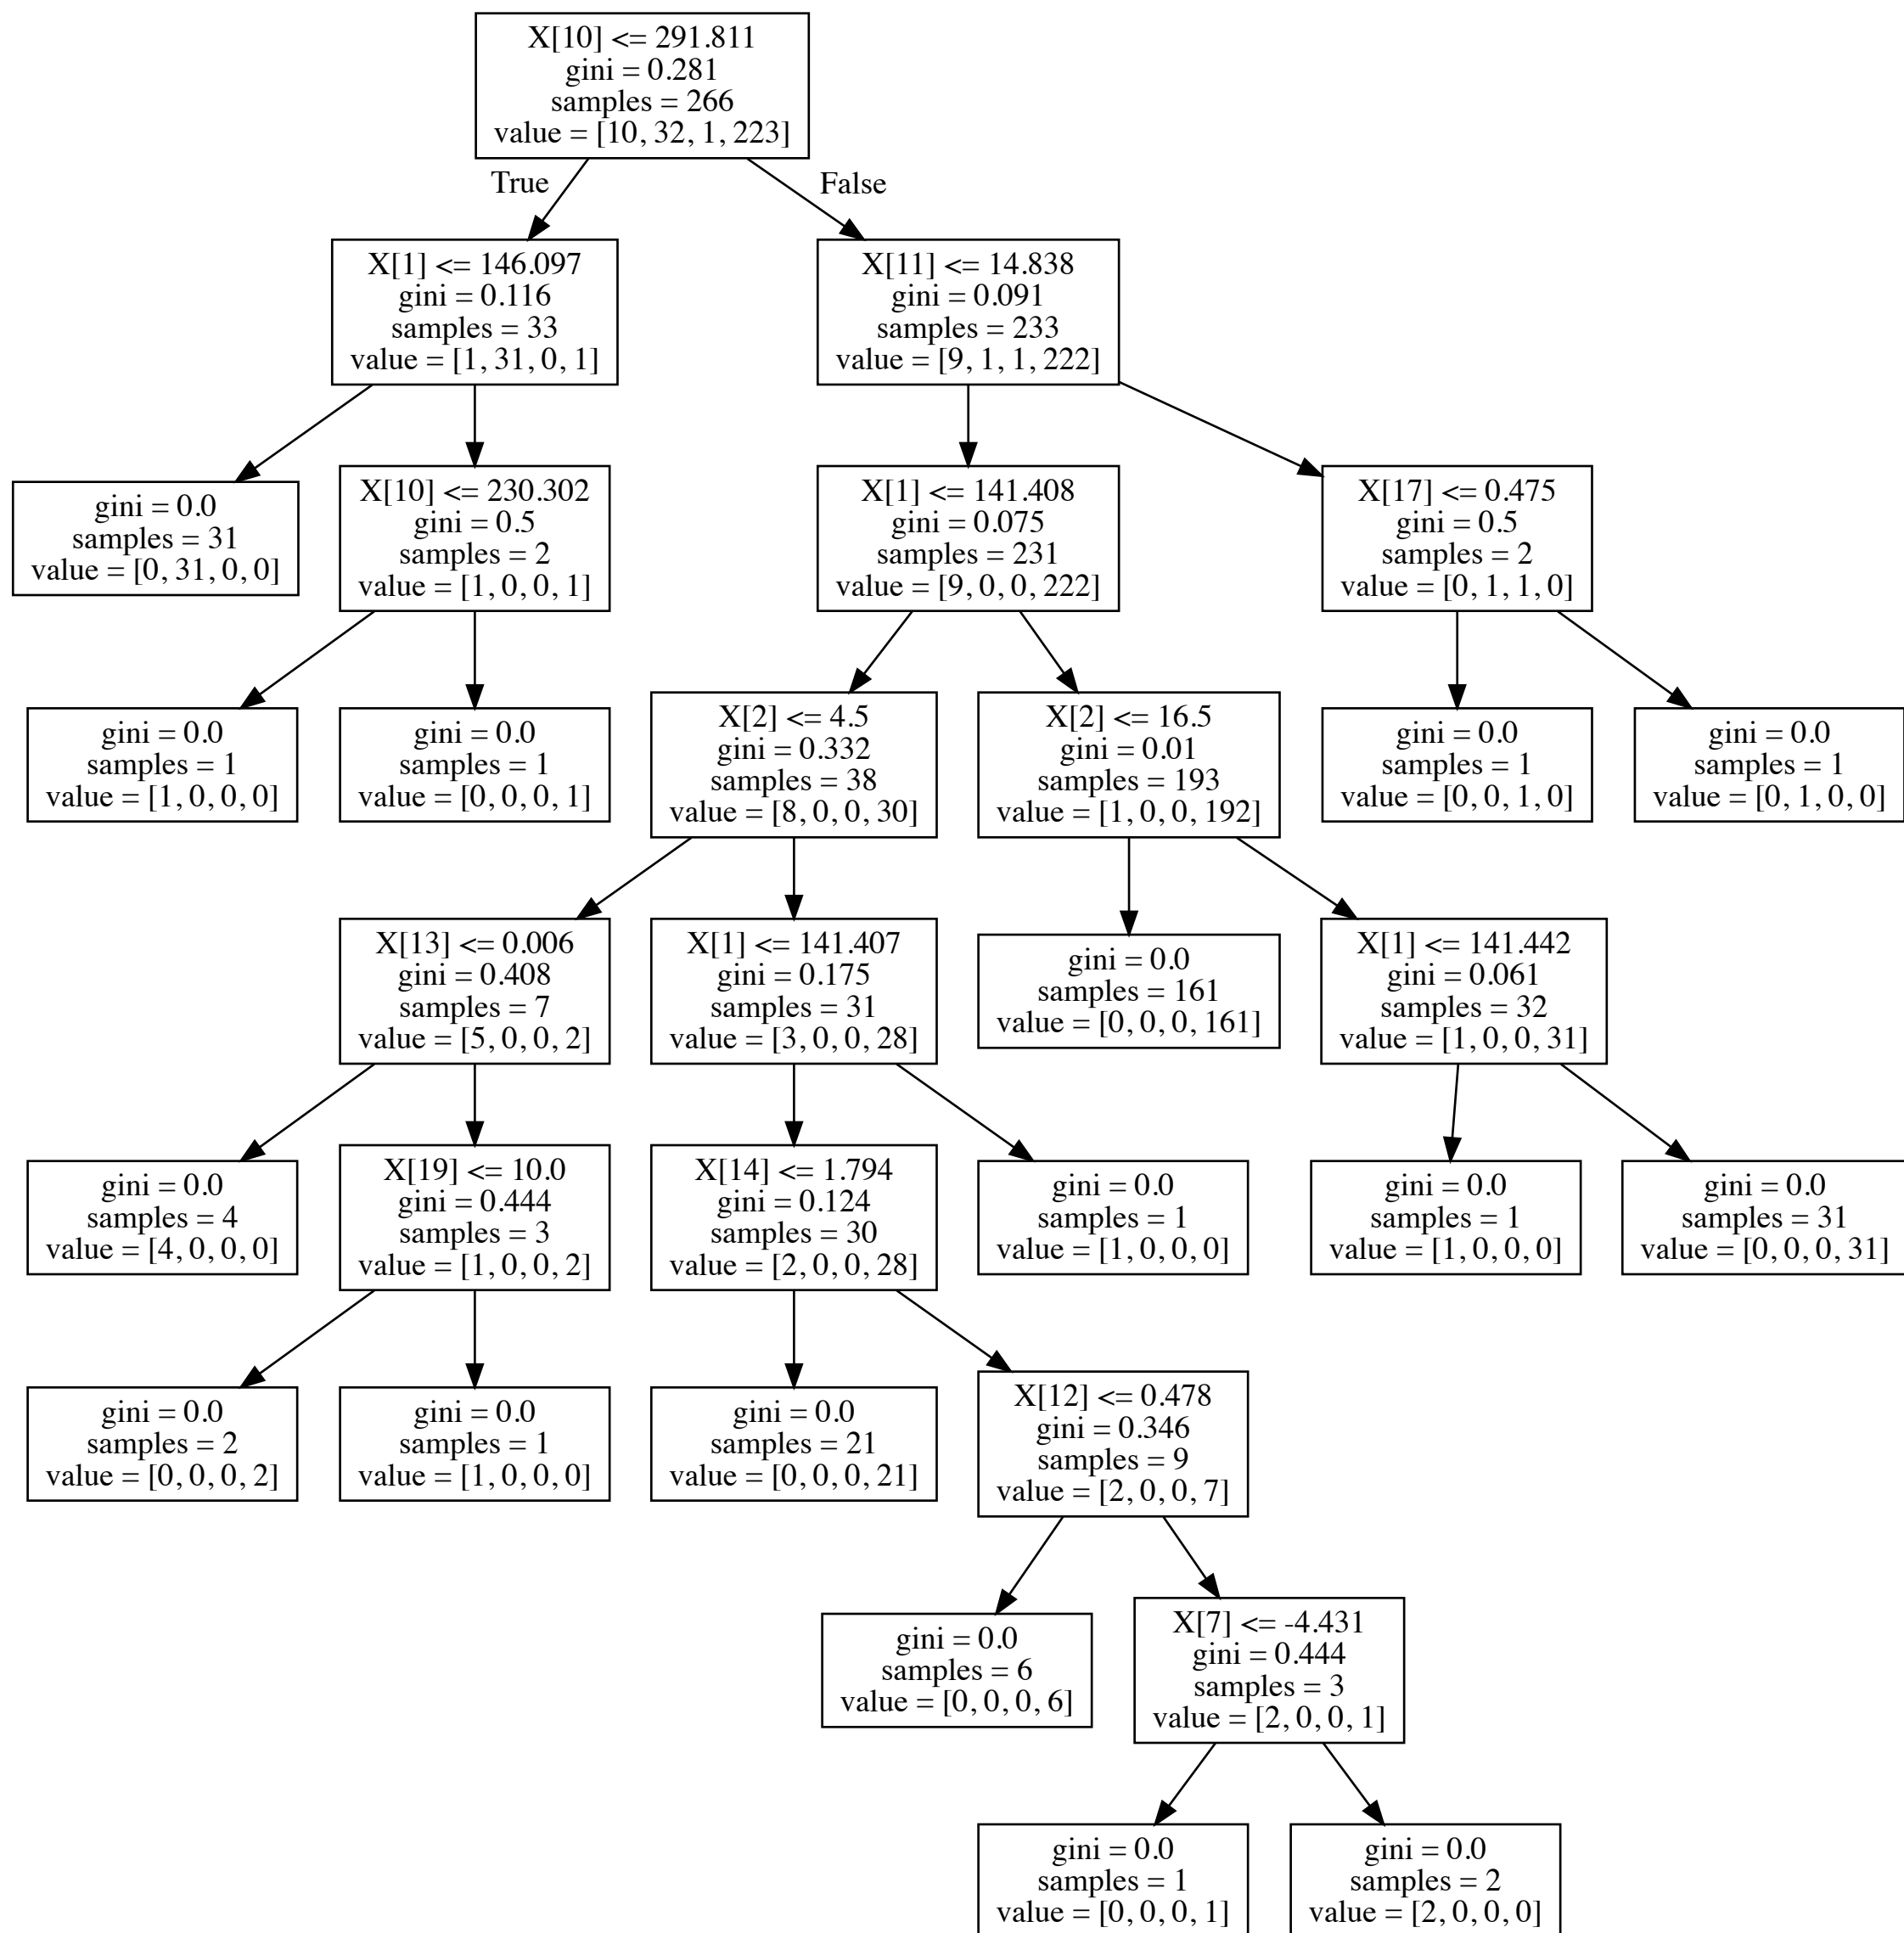 X[10] <= 291.811
gini = 0.281
samples = 266
value = [10, 32, 1, 223]
True
False
X[1] <= 146.097
gini = 0.116
samples = 33
value = [1, 31, 0, 1]
X[11] <= 14.838
gini = 0.091
samples = 233
value = [9, 1, 1, 222]
gini = 0.0
samples = 31
value = [0, 31, 0, 0]
X[10] <= 230.302
gini = 0.5
samples = 2
value = [1, 0, 0, 1]
X[1] <= 141.408
gini = 0.075
samples = 231
value = [9, 0, 0, 222]
X[17] <= 0.475
gini = 0.5
samples = 2
value = [0, 1, 1, 0]
gini = 0.0
samples = 1
value = [1, 0, 0, 0]
gini = 0.0
samples = 1
value = [0, 0, 0, 1]
X[2] <= 4.5
gini = 0.332
samples = 38
value = [8, 0, 0, 30]
X[2] <= 16.5
gini = 0.01
samples = 193
value = [1, 0, 0, 192]
gini = 0.0
samples = 1
value = [0, 0, 1, 0]
gini = 0.0
samples = 1
value = [0, 1, 0, 0]
X[13] <= 0.006
gini = 0.408
samples = 7
value = [5, 0, 0, 2]
X[1] <= 141.407
gini = 0.175
samples = 31
value = [3, 0, 0, 28]
gini = 0.0
samples = 161
value = [0, 0, 0, 161]
X[1] <= 141.442
gini = 0.061
samples = 32
value = [1, 0, 0, 31]
gini = 0.0
samples = 4
value = [4, 0, 0, 0]
X[19] <= 10.0
gini = 0.444
samples = 3
value = [1, 0, 0, 2]
X[14] <= 1.794
gini = 0.124
samples = 30
value = [2, 0, 0, 28]
gini = 0.0
samples = 1
value = [1, 0, 0, 0]
gini = 0.0
samples = 1
value = [1, 0, 0, 0]
gini = 0.0
samples = 31
value = [0, 0, 0, 31]
gini = 0.0
samples = 2
value = [0, 0, 0, 2]
gini = 0.0
samples = 1
value = [1, 0, 0, 0]
gini = 0.0
samples = 21
value = [0, 0, 0, 21]
X[12] <= 0.478
gini = 0.346
samples = 9
value = [2, 0, 0, 7]
gini = 0.0
samples = 6
value = [0, 0, 0, 6]
X[7] <= -4.431
gini = 0.444
samples = 3
value = [2, 0, 0, 1]
gini = 0.0
samples = 1
value = [0, 0, 0, 1]
gini = 0.0
samples = 2
value = [2, 0, 0, 0]